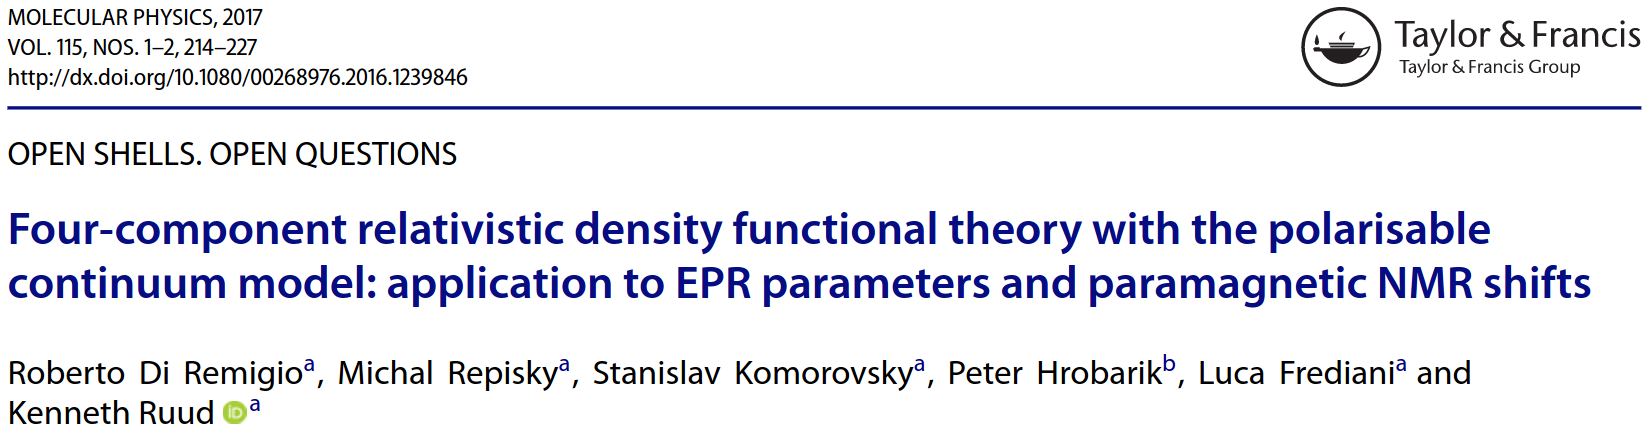 MOLECULAR PHYSICS, 2017
VOL. 115, NOS. 1–2, 214–227
http://dx.doi.org/10.1080/00268976.2016.1239846
Taylor & Francis
Taylor & Francis Group
OPEN SHELLS. OPEN QUESTIONS
Four-component relativistic density functional theory with the polarisable
continuum model: application to EPR parameters and paramagnetic NMR shifts
Roberto Di Remigioa, Michal Repiskya, Stanislav Komorovskya, Peter Hrobarikb, Luca Frediania and
Kenneth Ruud iD a